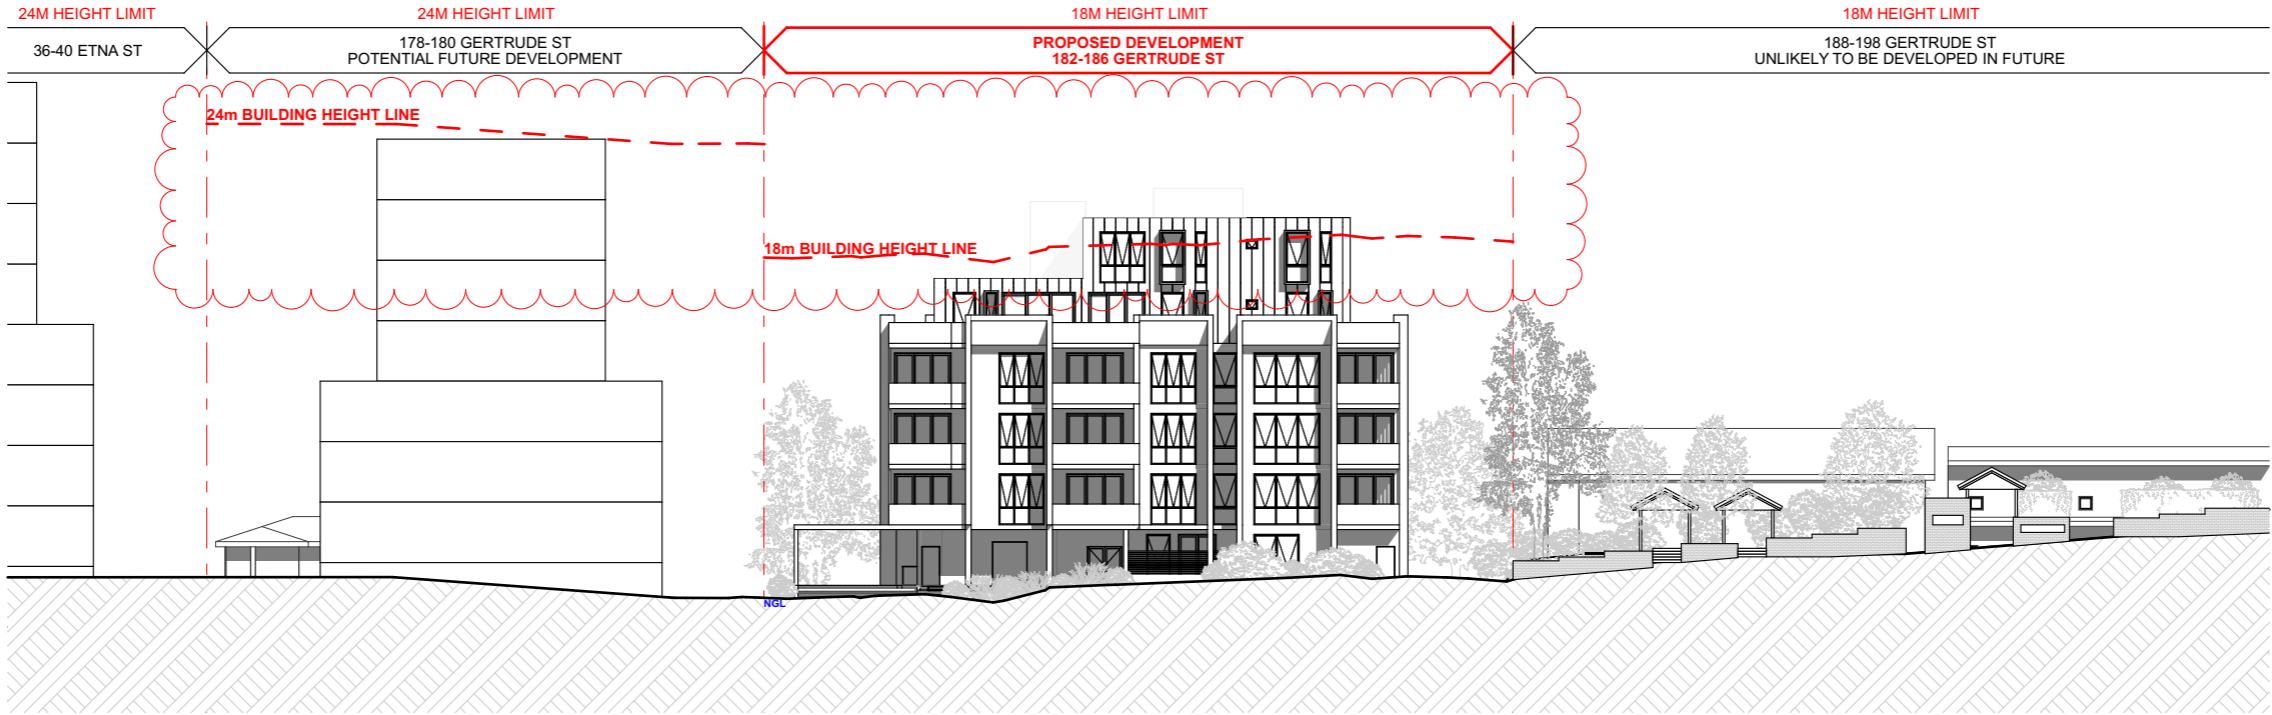 24M HEIGHT LIMIT
24M HEIGHT LIMIT
18M HEIGHT LIMIT
18M HEIGHT LIMIT
36-40 ETNA ST
178-180 GERTRUDE ST
POTENTIAL FUTURE DEVELOPMENT
PROPOSED DEVELOPMENT
182-186 GERTRUDE ST
188-198 GERTRUDE ST
UNLIKELY TO BE DEVELOPED IN FUTURE
24m BUILDING HEIGHT LINE
18m BUILDING HEIGHT LINE
NGL